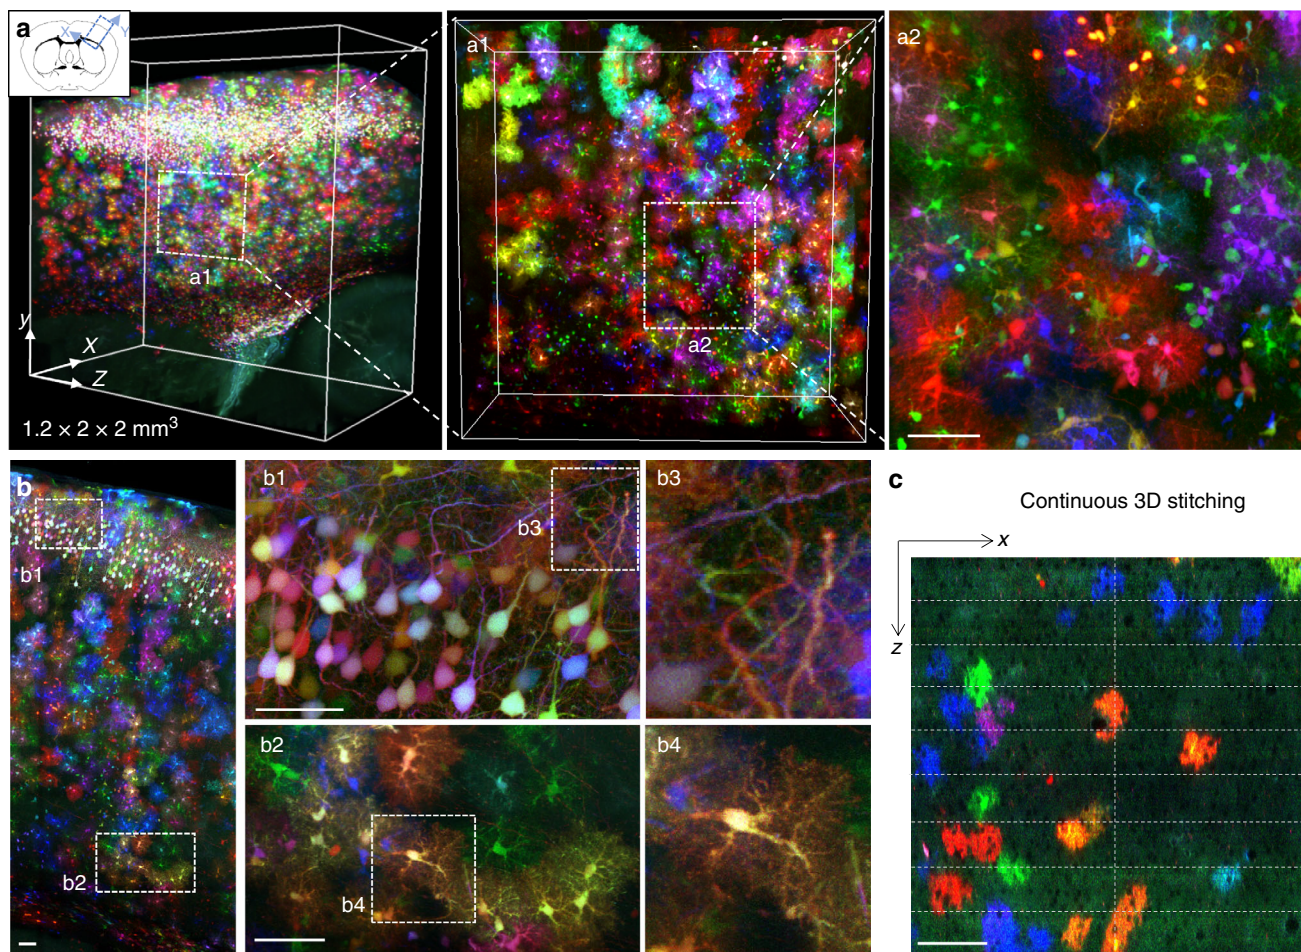 a
X
Y
a1
y
x
z
1.2 × 2 × 2 mm³
a1
a2
a2
b
b1
b2
b1
b3
b3
b2
b4
b4
c
Continuous 3D stitching
x
z